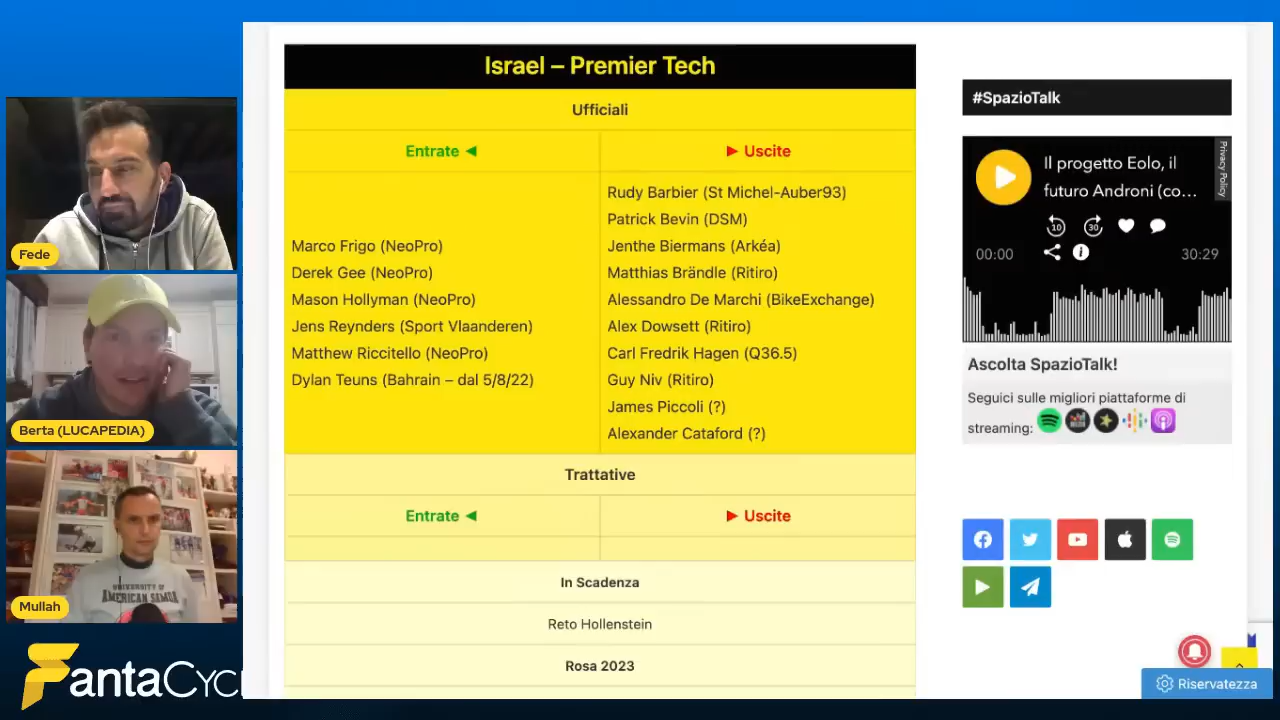 Israel – Premier Tech
Ufficiali
Entrate ◄
► Uscite
Marco Frigo (NeoPro)
Derek Gee (NeoPro)
Mason Hollyman (NeoPro)
Jens Reynders (Sport Vlaanderen)
Matthew Riccitello (NeoPro)
Dylan Teuns (Bahrain – dal 5/8/22)
Rudy Barbier (St Michel-Auber93)
Patrick Bevin (DSM)
Jenthe Biermans (Arkéa)
Matthias Brändle (Ritiro)
Alessandro De Marchi (BikeExchange)
Alex Dowsett (Ritiro)
Carl Fredrik Hagen (Q36.5)
Guy Niv (Ritiro)
James Piccoli (?)
Alexander Cataford (?)
Trattative
Entrate ◄
► Uscite
In Scadenza
Reto Hollenstein
Rosa 2023
#SpazioTalk
Il progetto Eolo, il
futuro Androni (co...
Privacy Policy
10
30
00:00
30:29
Ascolta SpazioTalk!
Seguici sulle migliori piattaforme di
streaming:
Riservatezza
Fede
Berta (LUCAPEDIA)
UNIVERSITY OF
AMERICAN SAMOA
Mullah
FantaCyc